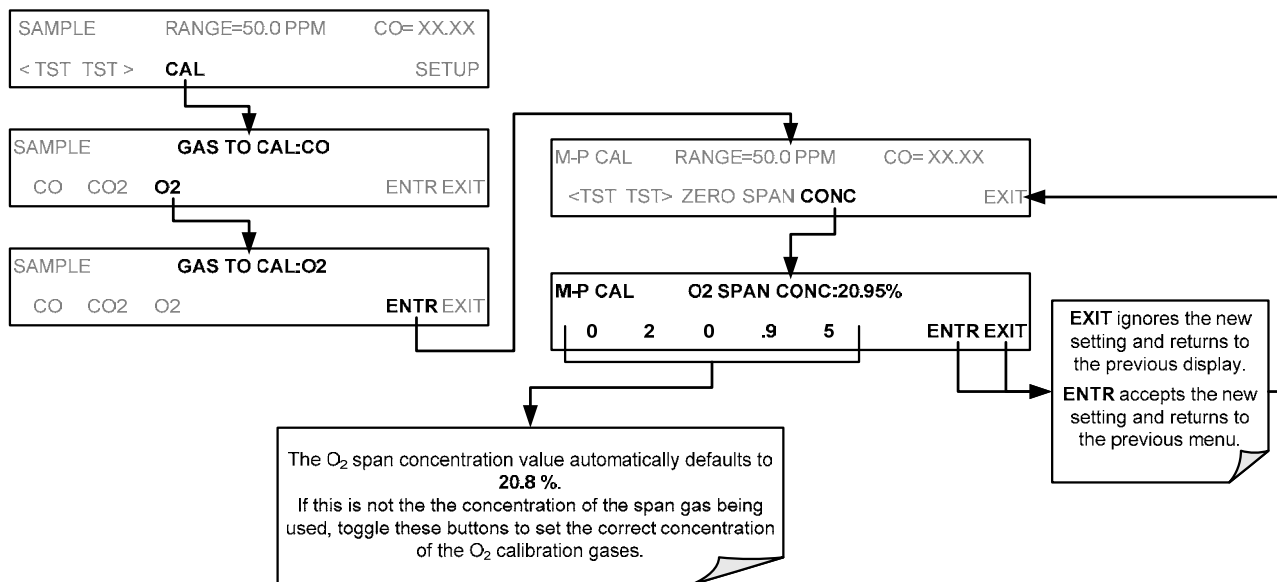 SAMPLE RANGE=50.0 PPM CO= XX.XX
< TST TST > CAL SETUP
SAMPLE GAS TO CAL:CO
CO CO2 O2 ENTR EXIT
SAMPLE GAS TO CAL:O2
CO CO2 O2 ENTR EXIT
M-P CAL RANGE=50.0 PPM CO= XX.XX
<TST TST> ZERO SPAN CONC EXIT
M-P CAL O2 SPAN CONC:20.95%
0 2 0 .9 5 ENTR EXIT
EXIT ignores the new
setting and returns to
the previous display.
ENTR accepts the new
setting and returns to
the previous menu.
The O₂ span concentration value automatically defaults to
20.8 %.
If this is not the the concentration of the span gas being
used, toggle these buttons to set the correct concentration
of the O₂ calibration gases.